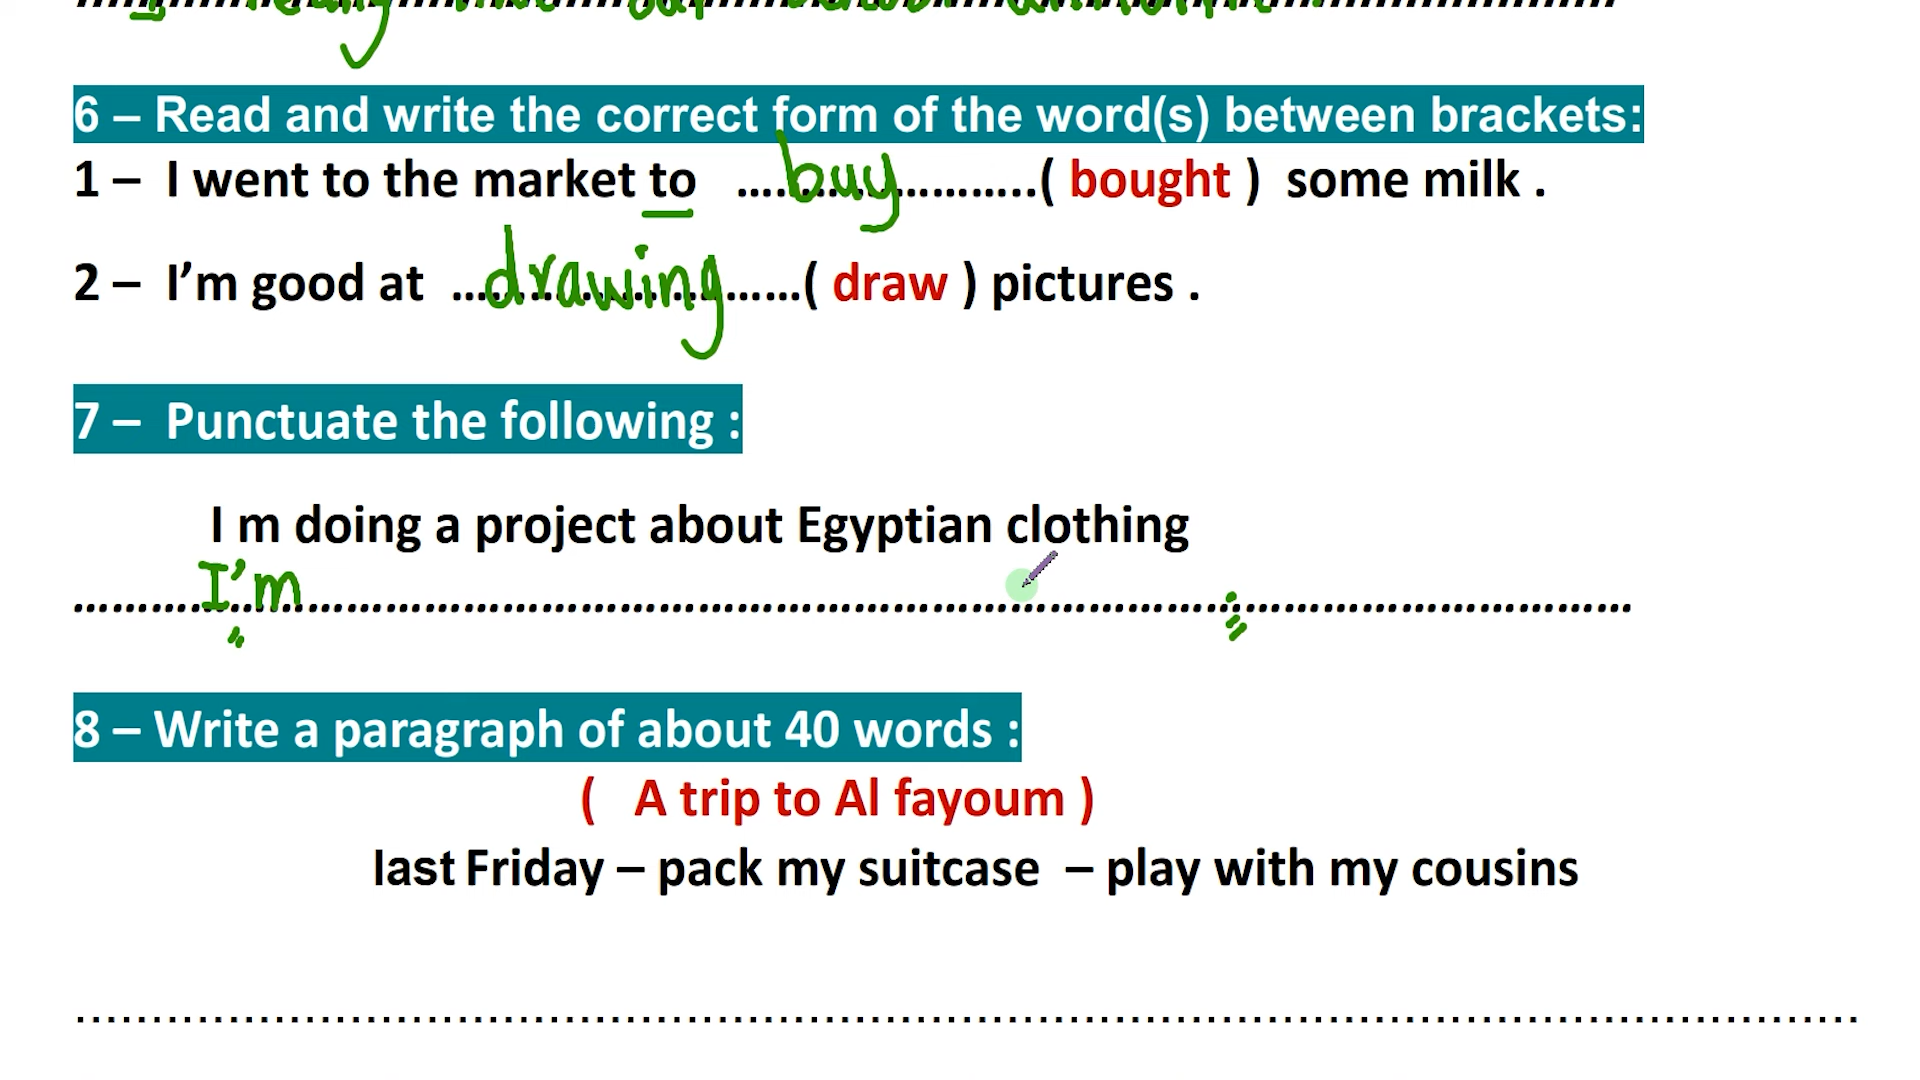 6 – Read and write the correct form of the word(s) between brackets:
1 – I went to the market to ....buy....( bought ) some milk .
2 – I’m good at ....drawing....( draw ) pictures .
7 – Punctuate the following :
I m doing a project about Egyptian clothing
I’m .
8 – Write a paragraph of about 40 words :
( A trip to Al fayoum )
last Friday – pack my suitcase – play with my cousins